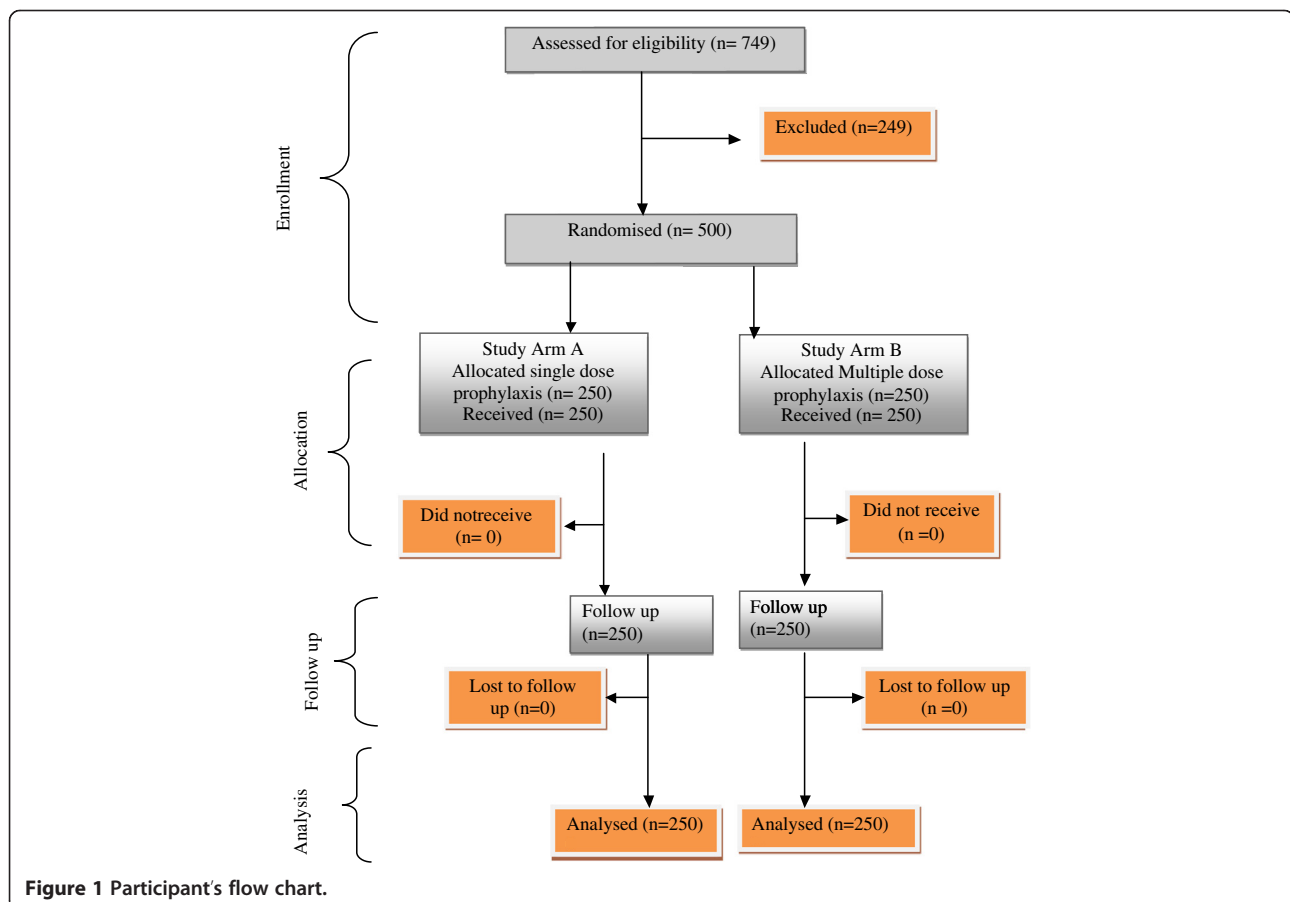 Assessed for eligibility (n= 749)
Excluded (n=249)
Enrollment
Randomised (n= 500)
Study Arm A
Allocated single dose
prophylaxis (n= 250)
Received (n= 250)
Study Arm B
Allocated Multiple dose
prophylaxis (n=250)
Received (n= 250)
Allocation
Did notreceive
(n= 0)
Did not receive
(n =0)
Follow up
(n=250)
Follow up
(n=250)
Follow up
Lost to follow
up (n=0)
Lost to follow up
(n =0)
Analysis
Analysed (n=250)
Analysed (n=250)
Figure 1 Participant's flow chart.